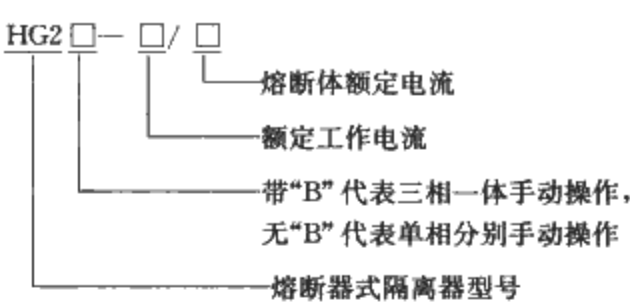 HG2□—□/□
熔断体额定电流
额定工作电流
带“B”代表三相一体手动操作，
无“B”代表单相分别手动操作
熔断器式隔离器型号